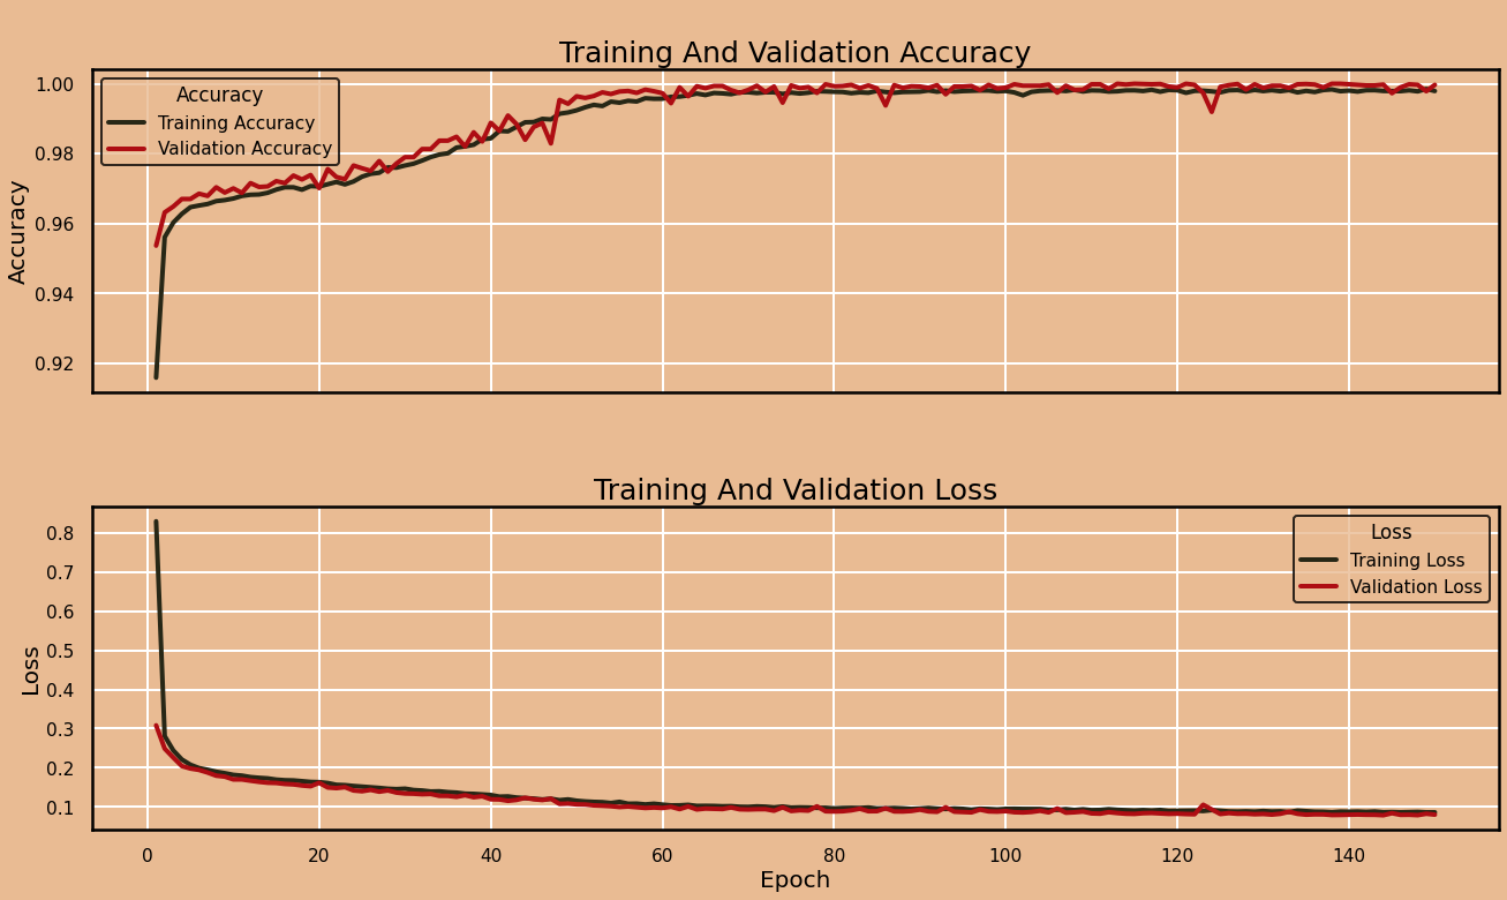 Training And Validation Accuracy
Accuracy
1.00
0.98
0.96
0.94
0.92
Accuracy
Training Accuracy
Validation Accuracy
Training And Validation Loss
Loss
0.8
0.7
0.6
0.5
0.4
0.3
0.2
0.1
Loss
Training Loss
Validation Loss
0 20 40 60 80 100 120 140
Epoch